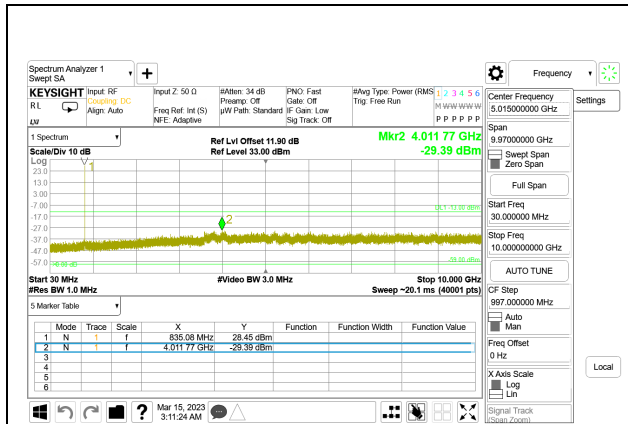 Spectrum Analyzer 1
Swept SA
Frequency
KEYSIGHT
RL
Input: RF
Coupling: DC
Align: Auto
Input Z: 50 Ω
Freq Ref: Int (S)
NFE: Adaptive
#Atten: 34 dB
Preamp: Off
µW Path: Standard
PNO: Fast
Gate: Off
IF Gain: Low
Sig Track: Off
#Avg Type: Power (RMS
Trig: Free Run
1 2 3 4 5 6
M W W W W W
P P P P P P
LXI
Center Frequency
5.015000000 GHz
Settings
Span
9.97000000 GHz
Swept Span
Zero Span
Full Span
Start Freq
30.000000 MHz
Stop Freq
10.000000000 GHz
AUTO TUNE
CF Step
997.000000 MHz
Auto
Man
Freq Offset
0 Hz
X Axis Scale
Log
Lin
Signal Track
(Span Zoom)
Local
1 Spectrum
Scale/Div 10 dB
Ref Lvl Offset 11.90 dB
Ref Level 33.00 dBm
Mkr2 4.011 77 GHz
-29.39 dBm
Log
23.0
13.0
3.00
-7.00
-17.0
-27.0
-37.0
-47.0
-57.0
1
2
DL1 -13.00 dBm
Start 30 MHz
#Res BW 1.0 MHz
#Video BW 3.0 MHz
Stop 10.000 GHz
Sweep ~20.1 ms (40001 pts)
5 Marker Table
Mode Trace Scale X Y Function Function Width Function Value
1 N 1 f 835.08 MHz 28.45 dBm
2 N 1 f 4.011 77 GHz -29.39 dBm
3
4
5
6
?
Mar 15, 2023
3:11:24 AM